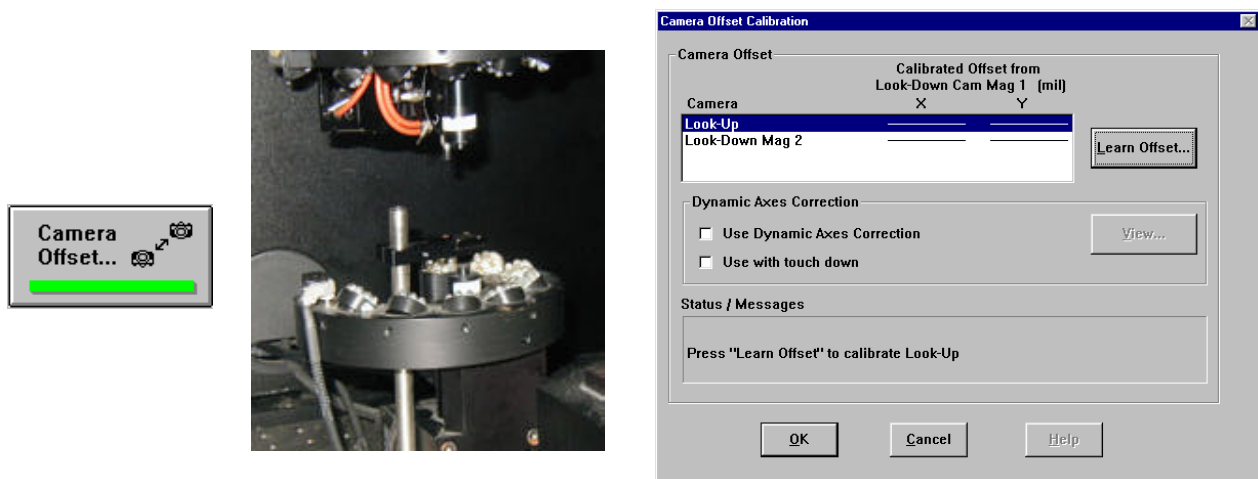 Camera
Offset...
Camera Offset Calibration
Camera Offset
Calibrated Offset from
Look-Down Cam Mag 1 (mil)
Camera X Y
Look-Up
Look-Down Mag 2
Learn Offset...
Dynamic Axes Correction
Use Dynamic Axes Correction
View...
Use with touch down
Status / Messages
Press "Learn Offset" to calibrate Look-Up
OK Cancel Help